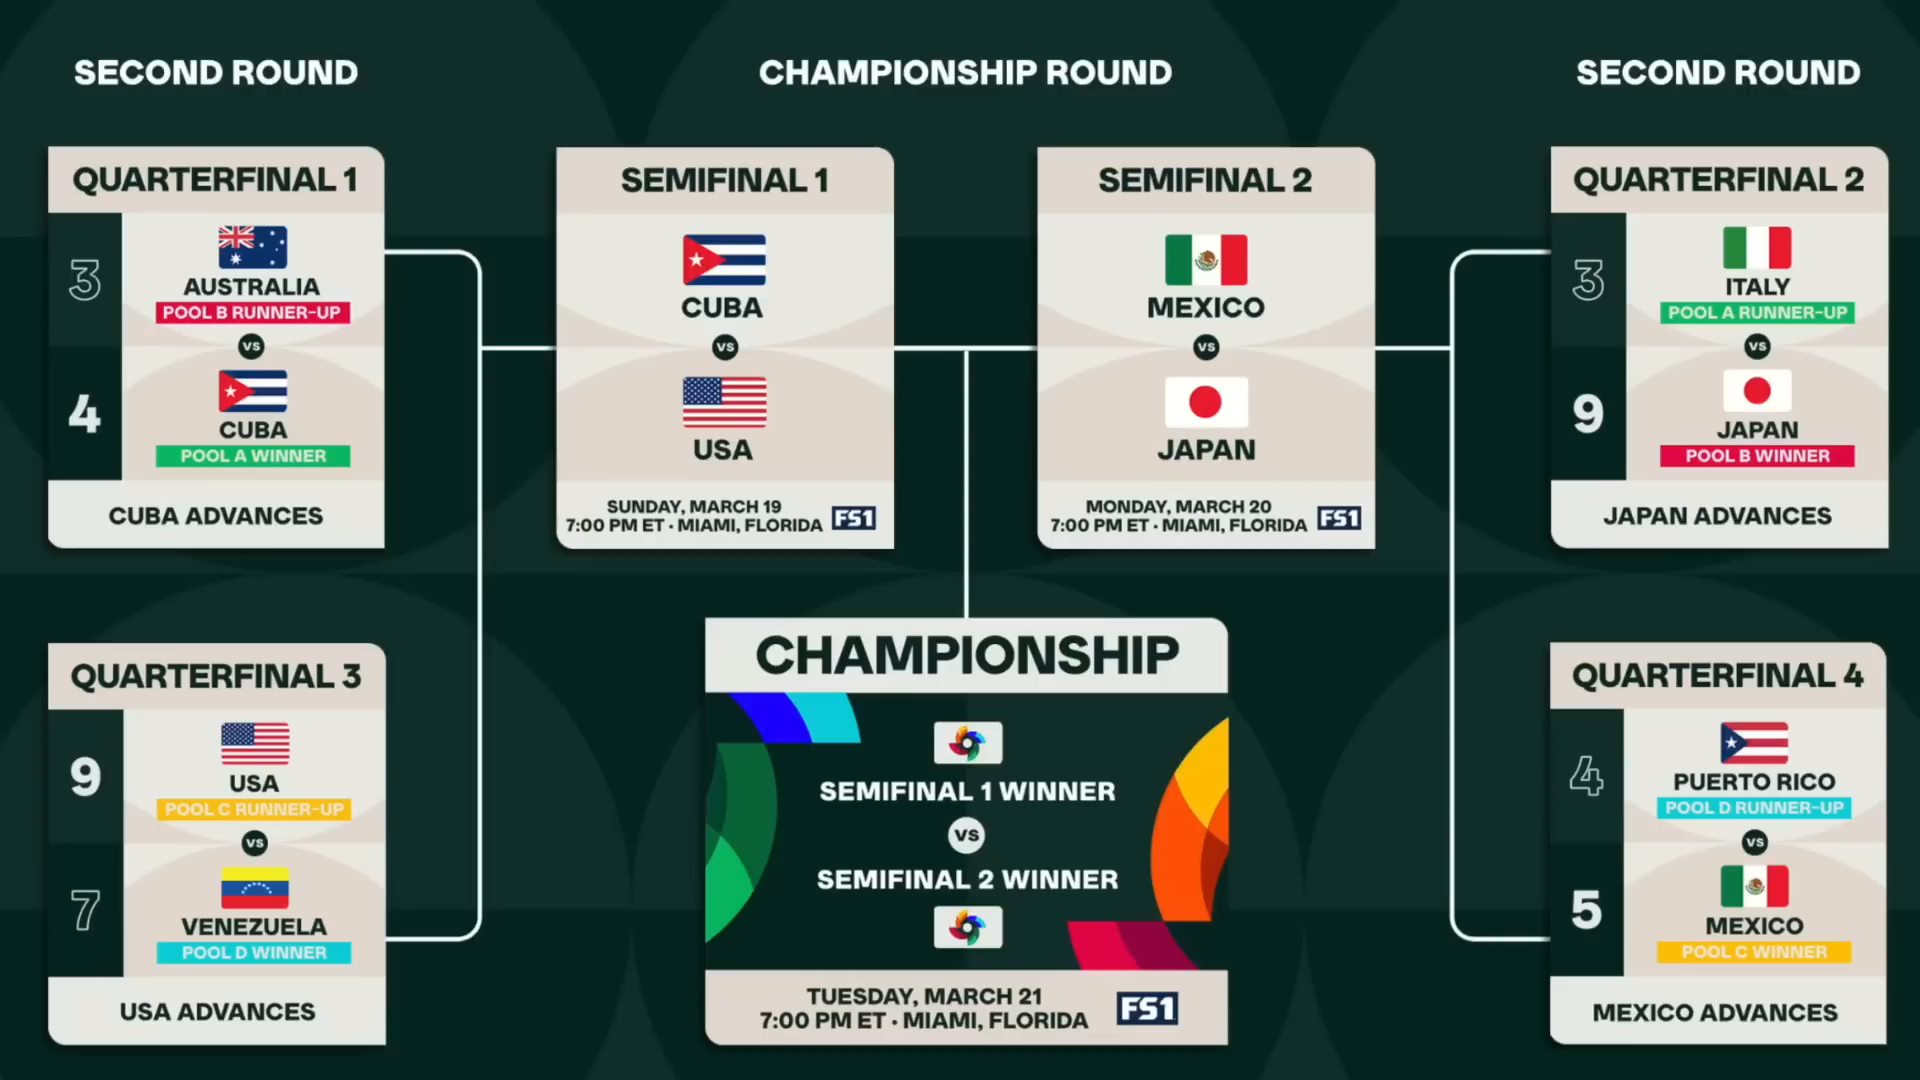 SECOND ROUND
CHAMPIONSHIP ROUND
SECOND ROUND
QUARTERFINAL 1
3
AUSTRALIA
POOL B RUNNER-UP
VS
4
CUBA
POOL A WINNER
CUBA ADVANCES
SEMIFINAL 1
CUBA
VS
USA
SUNDAY, MARCH 19
7:00 PM ET · MIAMI, FLORIDA
FS1
SEMIFINAL 2
MEXICO
VS
JAPAN
MONDAY, MARCH 20
7:00 PM ET · MIAMI, FLORIDA
FS1
QUARTERFINAL 2
3
ITALY
POOL A RUNNER-UP
VS
9
JAPAN
POOL B WINNER
JAPAN ADVANCES
QUARTERFINAL 3
9
USA
POOL C RUNNER-UP
VS
7
VENEZUELA
POOL D WINNER
USA ADVANCES
CHAMPIONSHIP
SEMIFINAL 1 WINNER
VS
SEMIFINAL 2 WINNER
TUESDAY, MARCH 21
7:00 PM ET · MIAMI, FLORIDA
FS1
QUARTERFINAL 4
4
PUERTO RICO
POOL D RUNNER-UP
VS
5
MEXICO
POOL C WINNER
MEXICO ADVANCES